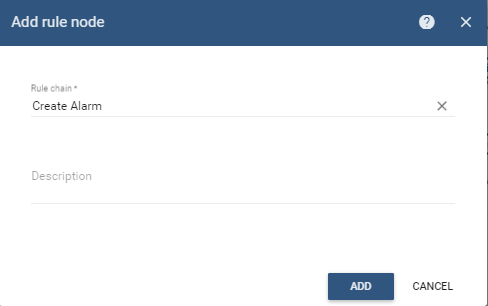 Add rule node
?
Rule chain *
Create Alarm
Description
ADD CANCEL